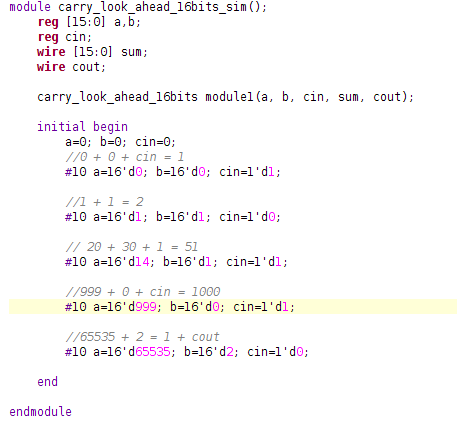 module carry_look_ahead_16bits_sim();
reg [15:0] a,b;
reg cin;
wire [15:0] sum;
wire cout;
carry_look_ahead_16bits module1(a, b, cin, sum, cout);
initial begin
a=0; b=0; cin=0;
//0 + 0 + cin = 1
#10 a=16'd0; b=16'd0; cin=1'd1;
//1 + 1 = 2
#10 a=16'd1; b=16'd1; cin=1'd0;
// 20 + 30 + 1 = 51
#10 a=16'd14; b=16'd1; cin=1'd1;
//999 + 0 + cin = 1000
#10 a=16'd999; b=16'd0; cin=1'd1;
//65535 + 2 = 1 + cout
#10 a=16'd65535; b=16'd2; cin=1'd0;
end
endmodule